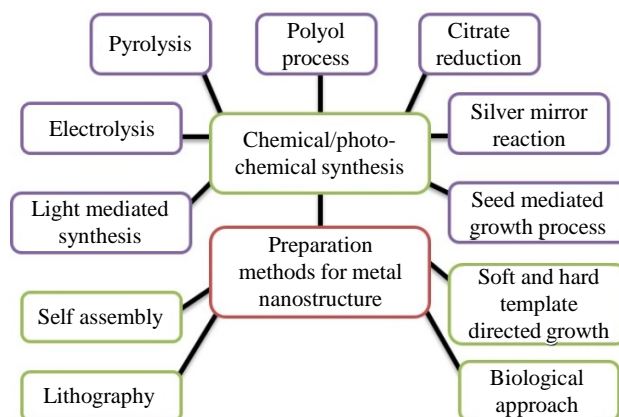 Pyrolysis
Polyol
process
Citrate
reduction
Electrolysis
Chemical/photo-
chemical synthesis
Silver mirror
reaction
Light mediated
synthesis
Seed mediated
growth process
Preparation
methods for metal
nanostructure
Self assembly
Soft and hard
template
directed growth
Lithography
Biological
approach